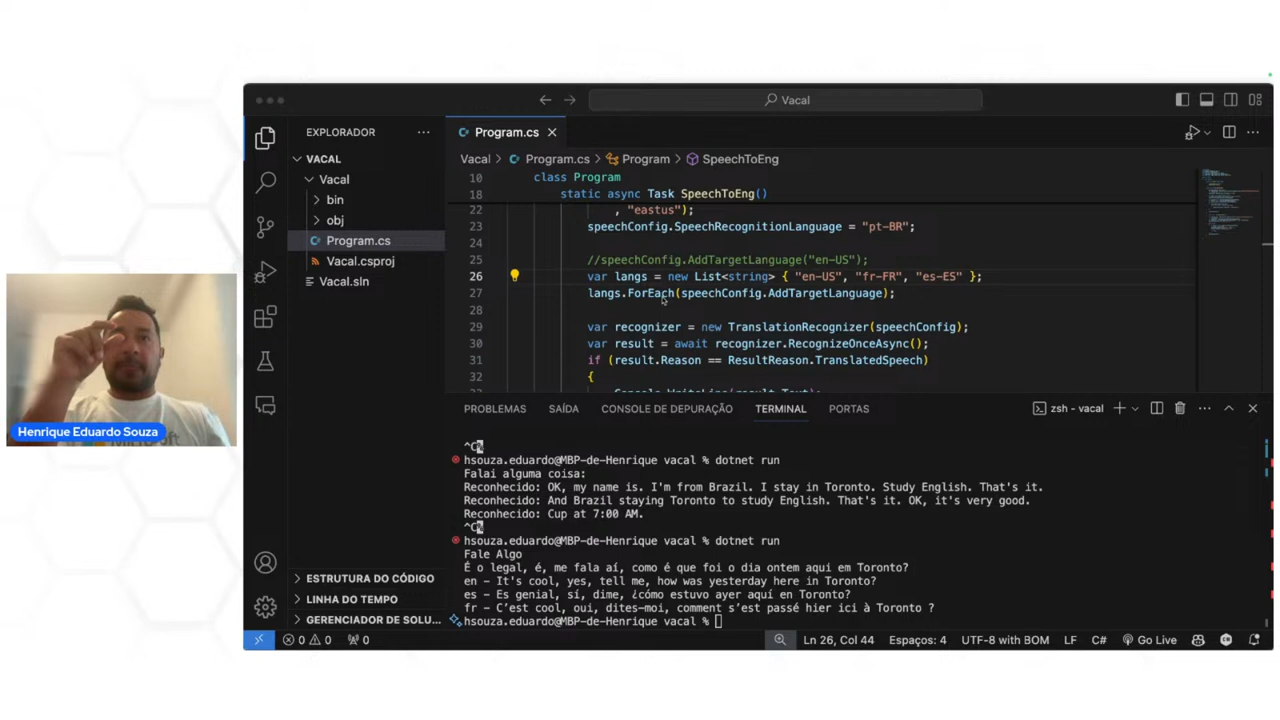 Vacal
EXPLORADOR
VACAL
Vacal
bin
obj
Program.cs
Vacal.csproj
Vacal.sln
ESTRUTURA DO CÓDIGO
LINHA DO TEMPO
GERENCIADOR DE SOLU...
Program.cs
Vacal > Program.cs > Program > SpeechToEng
10 class Program
18 static async Task SpeechToEng()
22 , "eastus");
23 speechConfig.SpeechRecognitionLanguage = "pt-BR";
24
25 //speechConfig.AddTargetLanguage("en-US");
26 var langs = new List<string> { "en-US", "fr-FR", "es-ES" };
27 langs.ForEach(speechConfig.AddTargetLanguage);
28
29 var recognizer = new TranslationRecognizer(speechConfig);
30 var result = await recognizer.RecognizeOnceAsync();
31 if (result.Reason == ResultReason.TranslatedSpeech)
32 {
PROBLEMAS SAÍDA CONSOLE DE DEPURAÇÃO TERMINAL PORTAS zsh - vacal
^C%
hsouza.eduardo@MBP-de-Henrique vacal % dotnet run
Falai alguma coisa:
Reconhecido: OK, my name is. I'm from Brazil. I stay in Toronto. Study English. That's it.
Reconhecido: And Brazil staying Toronto to study English. That's it. OK, it's very good.
Reconhecido: Cup at 7:00 AM.
^C%
hsouza.eduardo@MBP-de-Henrique vacal % dotnet run
Fale Algo
É o legal, é, me fala aí, como é que foi o dia ontem aqui em Toronto?
en - It's cool, yes, tell me, how was yesterday here in Toronto?
es - Es genial, sí, dime, ¿cómo estuvo ayer aquí en Toronto?
fr - C'est cool, oui, dites-moi, comment s'est passé hier ici à Toronto ?
hsouza.eduardo@MBP-de-Henrique vacal %
0 0 0 Ln 26, Col 44 Espaços: 4 UTF-8 with BOM LF C# Go Live
Henrique Eduardo Souza